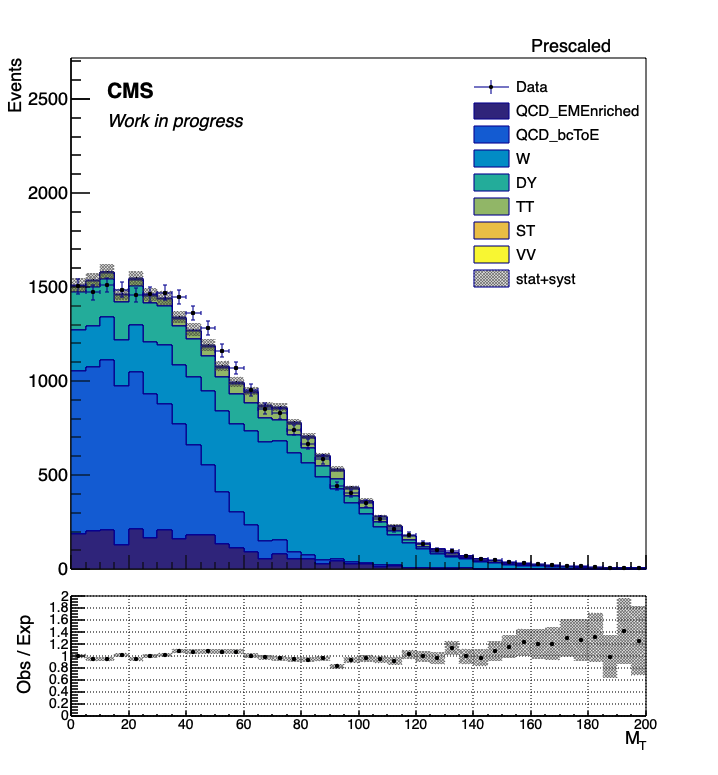 Prescaled
Events
CMS
Work in progress
Data
QCD_EMEnriched
QCD_bcToE
W
DY
TT
ST
VV
stat+syst
2500
2000
1500
1000
500
0
Obs / Exp
2
1.8
1.6
1.4
1.2
1
0.8
0.6
0.4
0.2
0
0 20 40 60 80 100 120 140 160 180 200
M_T